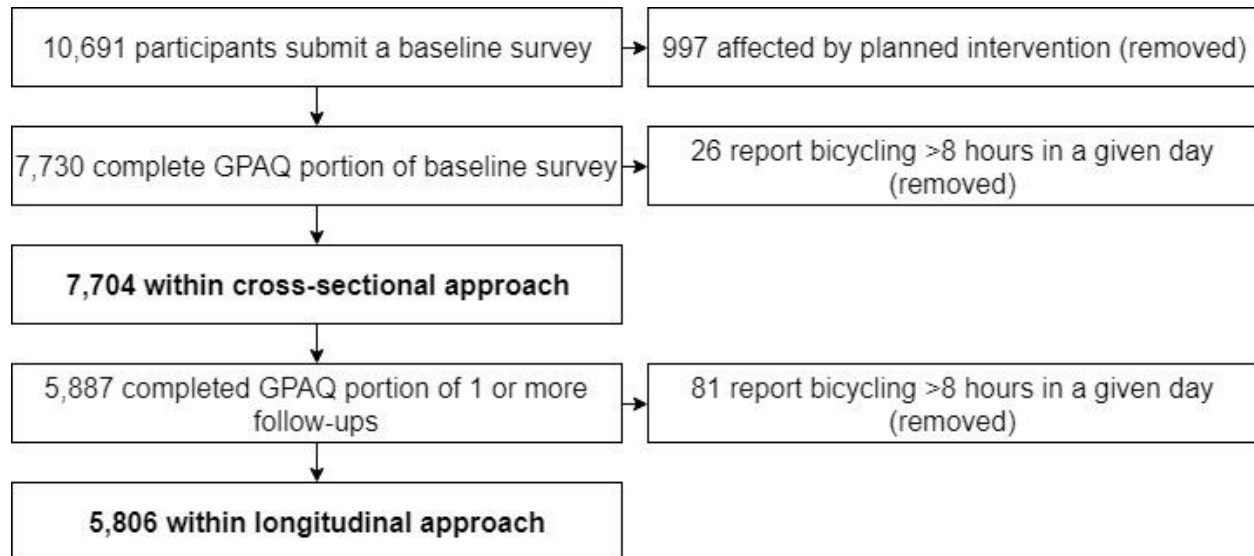 10,691 participants submit a baseline survey
997 affected by planned intervention (removed)
7,730 complete GPAQ portion of baseline survey
26 report bicycling >8 hours in a given day
(removed)
7,704 within cross-sectional approach
5,887 completed GPAQ portion of 1 or more
follow-ups
81 report bicycling >8 hours in a given day
(removed)
5,806 within longitudinal approach